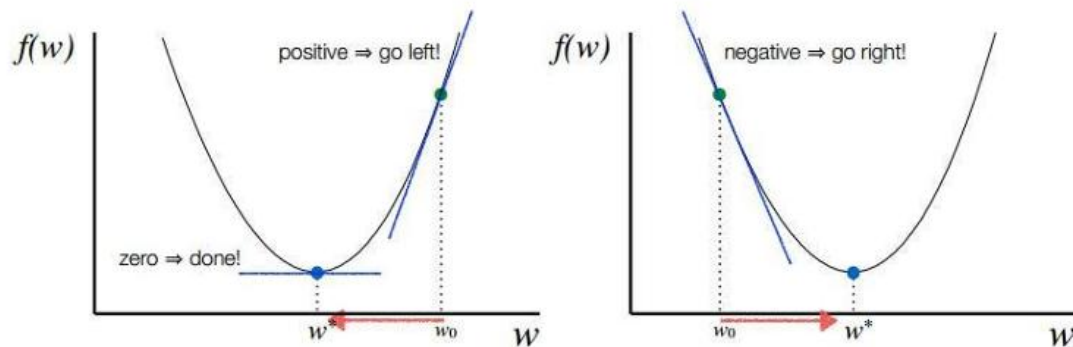 f(w)
positive ⇒ go left!
zero ⇒ done!
w*
w₀
w
f(w)
negative ⇒ go right!
w₀
w*
w